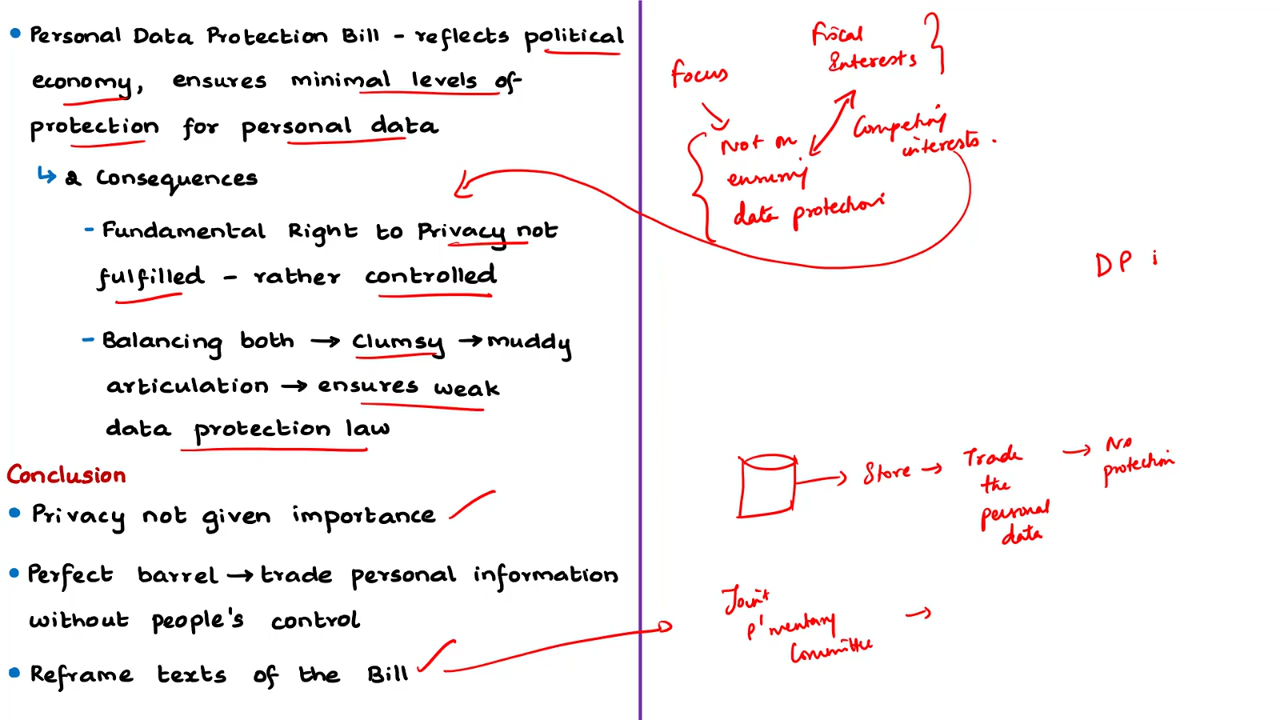 • Personal Data Protection Bill - reflects political
economy, ensures minimal levels of
protection for personal data
↳ 2 Consequences
- Fundamental Right to Privacy not
fulfilled - rather controlled
- Balancing both → clumsy → muddy
articulation → ensures weak
data protection law
Conclusion
• Privacy not given importance
• Perfect barrel → trade personal information
without people's control
• Reframe texts of the Bill
Fiscal
Interests
Focus
Competing
interests.
Not on
ensuring
data protection
DP i
→ Store → Trade
the
personal
data
→ No
protection
Joint
P'mentary
Committee →